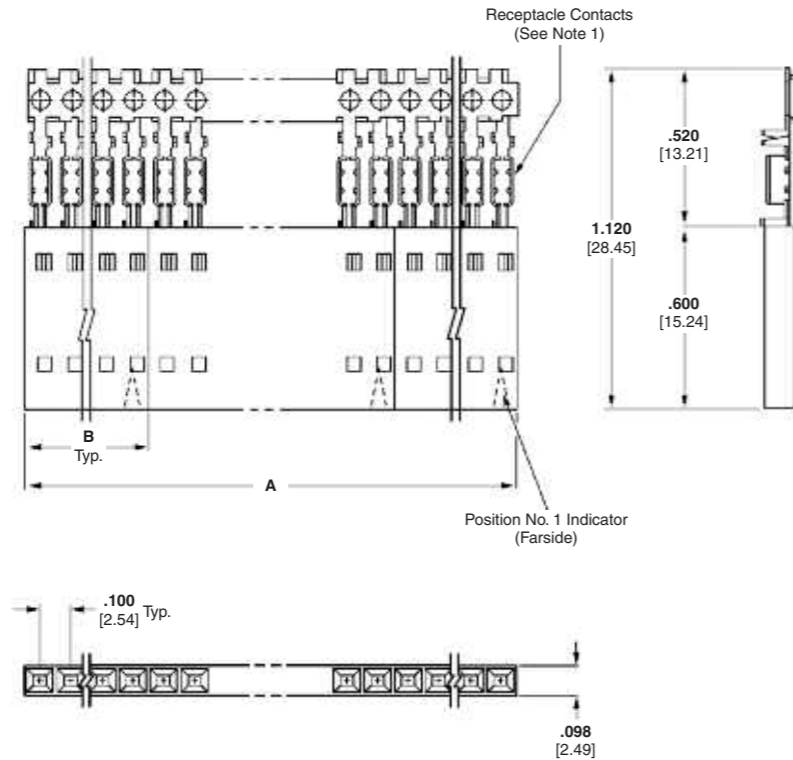 Receptacle Contacts
(See Note 1)
.520
[13.21]
1.120
[28.45]
.600
[15.24]
B
Typ.
A
Position No. 1 Indicator
(Farside)
.100
[2.54] Typ.
.098
[2.49]